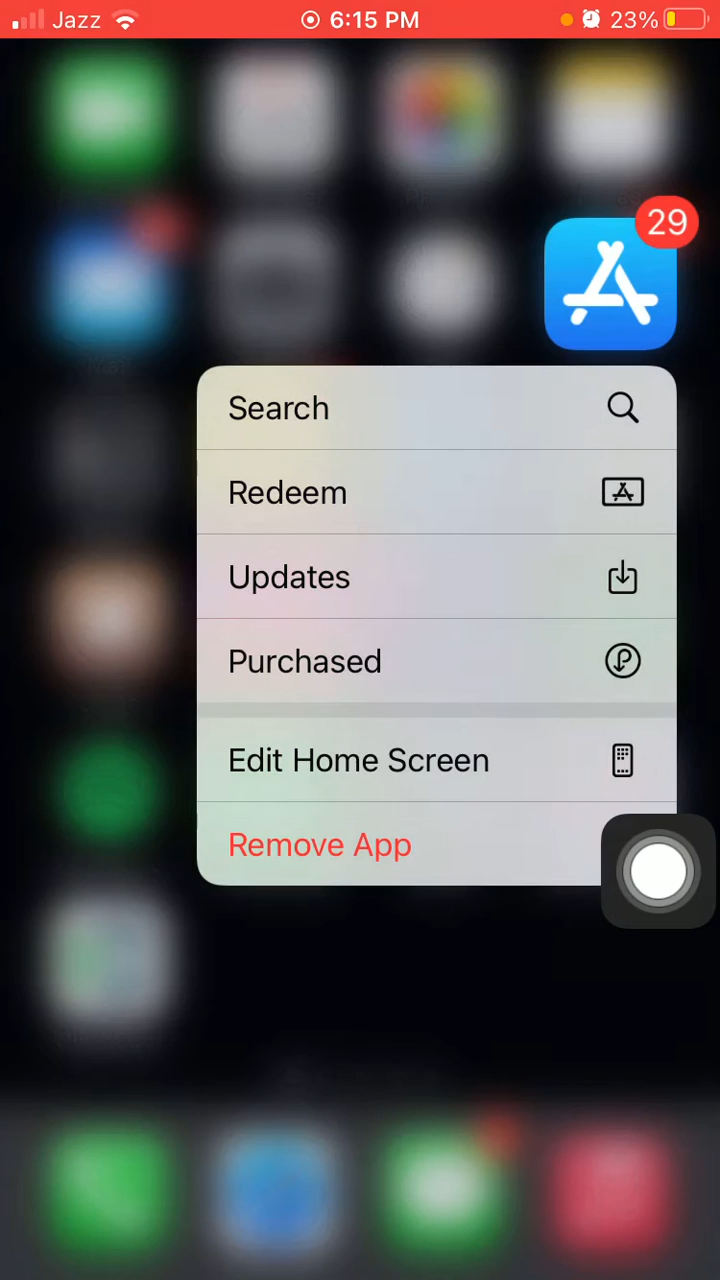 Jazz 6:15 PM 23%
29
Search
Redeem
Updates
Purchased
Edit Home Screen
Remove App